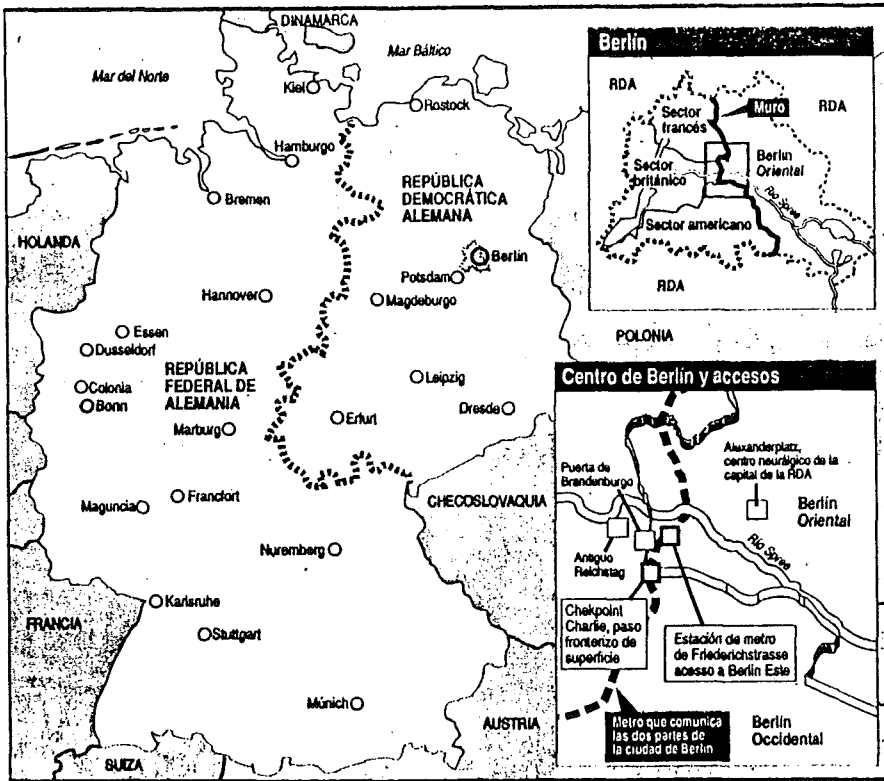 DINAMARCA
Mar del Norte
Mar Báltico
Kiel
Rostock
Hamburgo
Bremen
REPÚBLICA
DEMOCRÁTICA
ALEMANA
HOLANDA
Berlín
Potsdam
Hannover
Magdeburgo
POLONIA
Essen
Dusseldorf
REPÚBLICA
FEDERAL DE
ALEMANIA
Colonia
Bonn
Leipzig
Erfurt
Dresde
Marburg
Francfort
Maguncia
CHECOSLOVAQUIA
Nuremberg
Karlsruhe
FRANCIA
Stuttgart
Múnich
AUSTRIA
SUIZA
Berlín
RDA
Sector
francés
Muro
RDA
Berlín
Oriental
Sector
británico
Río Spree
Sector americano
RDA
Centro de Berlín y accesos
Puerta de
Brandenburgo
Alexanderplatz,
centro neurálgico de la
capital de la RDA
Berlín
Oriental
Antiguo
Reichstag
Río Spree
Chekpoint
Charlie, paso
fronterizo de
superficie
Estación de metro
de Friederichstrasse
acesso a Berlín Este
Metro que comunica
las dos partes de
la ciudad de Berlín
Berlín
Occidental